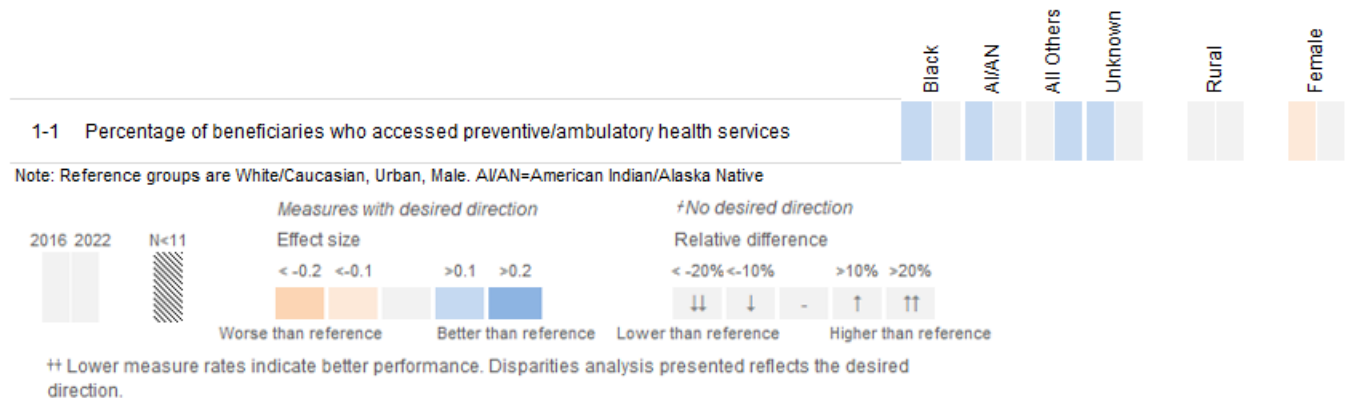 Black
AI/AN
All Others
Unknown
Rural
Female
1-1 Percentage of beneficiaries who accessed preventive/ambulatory health services
Note: Reference groups are White/Caucasian, Urban, Male. AI/AN=American Indian/Alaska Native
Measures with desired direction
†No desired direction
2016 2022 N<11
Effect size
Relative difference
< -0.2 <-0.1 >0.1 >0.2
< -20% <-10% >10% >20%
↓↓ ↓ - ↑ ↑↑
Worse than reference Better than reference Lower than reference Higher than reference
†† Lower measure rates indicate better performance. Disparities analysis presented reflects the desired
direction.